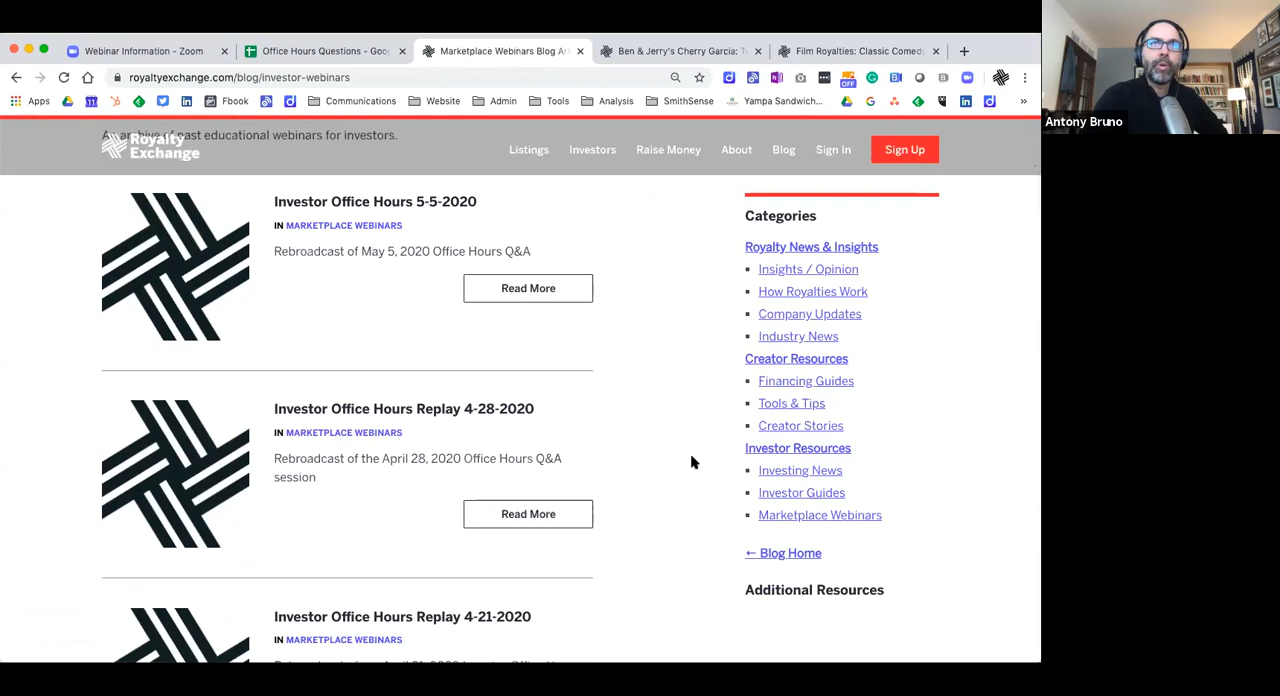 Webinar Information - Zoom
Office Hours Questions - Goo
Marketplace Webinars Blog Ar
Ben & Jerry's Cherry Garcia: T
Film Royalties: Classic Comedy
royaltyexchange.com/blog/investor-webinars
Apps
Fbook
Communications
Website
Admin
Tools
Analysis
SmithSense
Yampa Sandwich...
OFF
Antony Bruno
An archive of past educational webinars for investors.
Royalty
Exchange
Listings
Investors
Raise Money
About
Blog
Sign In
Sign Up
Investor Office Hours 5-5-2020
IN MARKETPLACE WEBINARS
Rebroadcast of May 5, 2020 Office Hours Q&A
Read More
Investor Office Hours Replay 4-28-2020
IN MARKETPLACE WEBINARS
Rebroadcast of the April 28, 2020 Office Hours Q&A
session
Read More
Investor Office Hours Replay 4-21-2020
IN MARKETPLACE WEBINARS
Categories
Royalty News & Insights
Insights / Opinion
How Royalties Work
Company Updates
Industry News
Creator Resources
Financing Guides
Tools & Tips
Creator Stories
Investor Resources
Investing News
Investor Guides
Marketplace Webinars
← Blog Home
Additional Resources